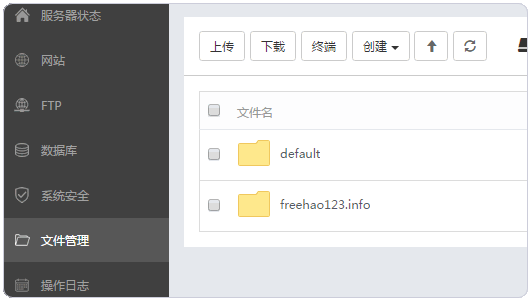 服务器状态
网站
FTP
数据库
系统安全
文件管理
操作日志
上传 下载 终端 创建
文件名
default
freehao123.info